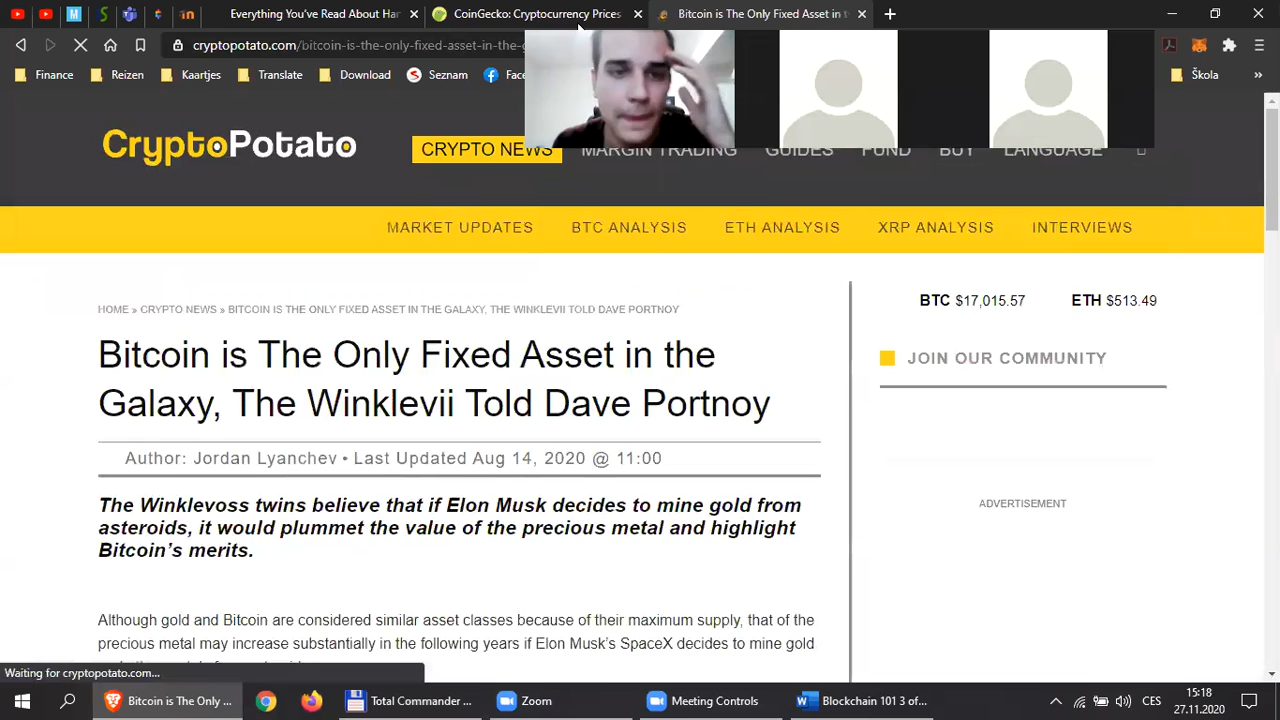 Everything You've Read About Har
CoinGecko: Cryptocurrency Prices
Bitcoin is The Only Fixed Asset in t
cryptopotato.com/bitcoin-is-the-only-fixed-asset-in-the-g
Finance
Reizen
Kaartjes
Translate
Download
Seznam
Face
Škola
CryptoPotato
CRYPTO NEWS
MARGIN TRADING
GUIDES
FUND
BUY
LANGUAGE
MARKET UPDATES
BTC ANALYSIS
ETH ANALYSIS
XRP ANALYSIS
INTERVIEWS
HOME » CRYPTO NEWS » BITCOIN IS THE ONLY FIXED ASSET IN THE GALAXY, THE WINKLEVII TOLD DAVE PORTNOY
BTC $17,015.57 ETH $513.49
Bitcoin is The Only Fixed Asset in the
Galaxy, The Winklevii Told Dave Portnoy
JOIN OUR COMMUNITY
Author: Jordan Lyanchev • Last Updated Aug 14, 2020 @ 11:00
The Winklevoss twins believe that if Elon Musk decides to mine gold from
asteroids, it would plummet the value of the precious metal and highlight
Bitcoin's merits.
ADVERTISEMENT
Although gold and Bitcoin are considered similar asset classes because of their maximum supply, that of the
precious metal may increase substantially in the following years if Elon Musk's SpaceX decides to mine gold
Waiting for cryptopotato.com...
Bitcoin is The Only ...
Total Commander ...
Zoom
Meeting Controls
Blockchain 101 3 of...
CES
15:18
27.11.2020